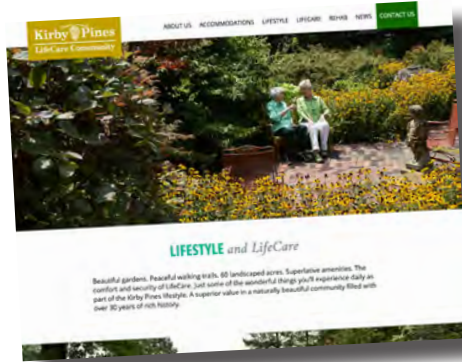 Kirby Pines
LifeCare Community
ABOUT US ACCOMMODATIONS LIFESTYLE LIFECARE REHAB NEWS CONTACT US
LIFESTYLE and LifeCare
Beautiful gardens. Peaceful walking trails. 60 landscaped acres. Superlative amenities. The
comfort and security of LifeCare. Just some of the wonderful things you'll experience daily as
part of the Kirby Pines lifestyle. A superior value in a naturally beautiful community filled with
over 30 years of rich history.